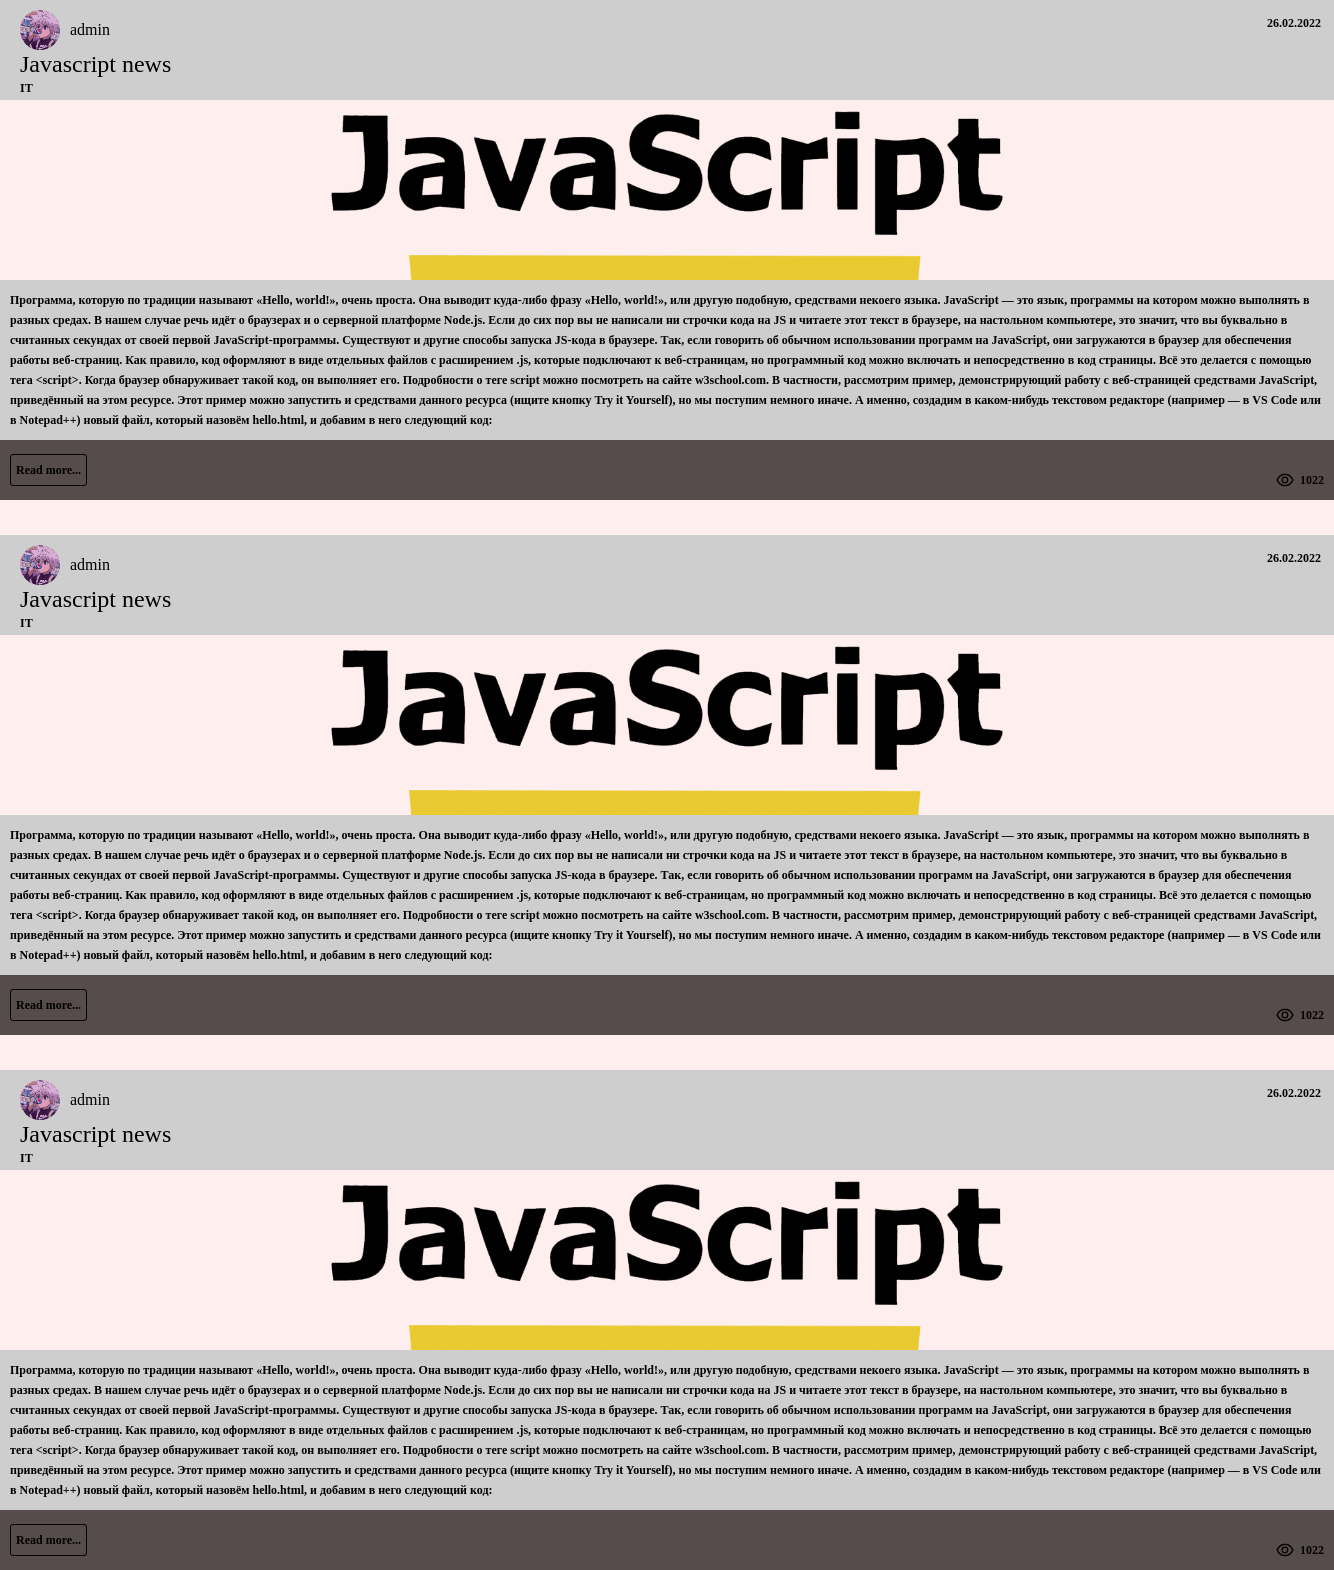 admin
26.02.2022
Javascript news
IT
JavaScript
Программа, которую по традиции называют «Hello, world!», очень проста. Она выводит куда-либо фразу «Hello, world!», или другую подобную, средствами некоего языка. JavaScript — это язык, программы на котором можно выполнять в
разных средах. В нашем случае речь идёт о браузерах и о серверной платформе Node.js. Если до сих пор вы не написали ни строчки кода на JS и читаете этот текст в браузере, на настольном компьютере, это значит, что вы буквально в
считанных секундах от своей первой JavaScript-программы. Существуют и другие способы запуска JS-кода в браузере. Так, если говорить об обычном использовании программ на JavaScript, они загружаются в браузер для обеспечения
работы веб-страниц. Как правило, код оформляют в виде отдельных файлов с расширением .js, которые подключают к веб-страницам, но программный код можно включать и непосредственно в код страницы. Всё это делается с помощью
тега <script>. Когда браузер обнаруживает такой код, он выполняет его. Подробности о теге script можно посмотреть на сайте w3school.com. В частности, рассмотрим пример, демонстрирующий работу с веб-страницей средствами JavaScript,
приведённый на этом ресурсе. Этот пример можно запустить и средствами данного ресурса (ищите кнопку Try it Yourself), но мы поступим немного иначе. А именно, создадим в каком-нибудь текстовом редакторе (например — в VS Code или
в Notepad++) новый файл, который назовём hello.html, и добавим в него следующий код:
Read more...
1022
admin
26.02.2022
Javascript news
IT
JavaScript
Программа, которую по традиции называют «Hello, world!», очень проста. Она выводит куда-либо фразу «Hello, world!», или другую подобную, средствами некоего языка. JavaScript — это язык, программы на котором можно выполнять в
разных средах. В нашем случае речь идёт о браузерах и о серверной платформе Node.js. Если до сих пор вы не написали ни строчки кода на JS и читаете этот текст в браузере, на настольном компьютере, это значит, что вы буквально в
считанных секундах от своей первой JavaScript-программы. Существуют и другие способы запуска JS-кода в браузере. Так, если говорить об обычном использовании программ на JavaScript, они загружаются в браузер для обеспечения
работы веб-страниц. Как правило, код оформляют в виде отдельных файлов с расширением .js, которые подключают к веб-страницам, но программный код можно включать и непосредственно в код страницы. Всё это делается с помощью
тега <script>. Когда браузер обнаруживает такой код, он выполняет его. Подробности о теге script можно посмотреть на сайте w3school.com. В частности, рассмотрим пример, демонстрирующий работу с веб-страницей средствами JavaScript,
приведённый на этом ресурсе. Этот пример можно запустить и средствами данного ресурса (ищите кнопку Try it Yourself), но мы поступим немного иначе. А именно, создадим в каком-нибудь текстовом редакторе (например — в VS Code или
в Notepad++) новый файл, который назовём hello.html, и добавим в него следующий код:
Read more...
1022
admin
26.02.2022
Javascript news
IT
JavaScript
Программа, которую по традиции называют «Hello, world!», очень проста. Она выводит куда-либо фразу «Hello, world!», или другую подобную, средствами некоего языка. JavaScript — это язык, программы на котором можно выполнять в
разных средах. В нашем случае речь идёт о браузерах и о серверной платформе Node.js. Если до сих пор вы не написали ни строчки кода на JS и читаете этот текст в браузере, на настольном компьютере, это значит, что вы буквально в
считанных секундах от своей первой JavaScript-программы. Существуют и другие способы запуска JS-кода в браузере. Так, если говорить об обычном использовании программ на JavaScript, они загружаются в браузер для обеспечения
работы веб-страниц. Как правило, код оформляют в виде отдельных файлов с расширением .js, которые подключают к веб-страницам, но программный код можно включать и непосредственно в код страницы. Всё это делается с помощью
тега <script>. Когда браузер обнаруживает такой код, он выполняет его. Подробности о теге script можно посмотреть на сайте w3school.com. В частности, рассмотрим пример, демонстрирующий работу с веб-страницей средствами JavaScript,
приведённый на этом ресурсе. Этот пример можно запустить и средствами данного ресурса (ищите кнопку Try it Yourself), но мы поступим немного иначе. А именно, создадим в каком-нибудь текстовом редакторе (например — в VS Code или
в Notepad++) новый файл, который назовём hello.html, и добавим в него следующий код:
Read more...
1022